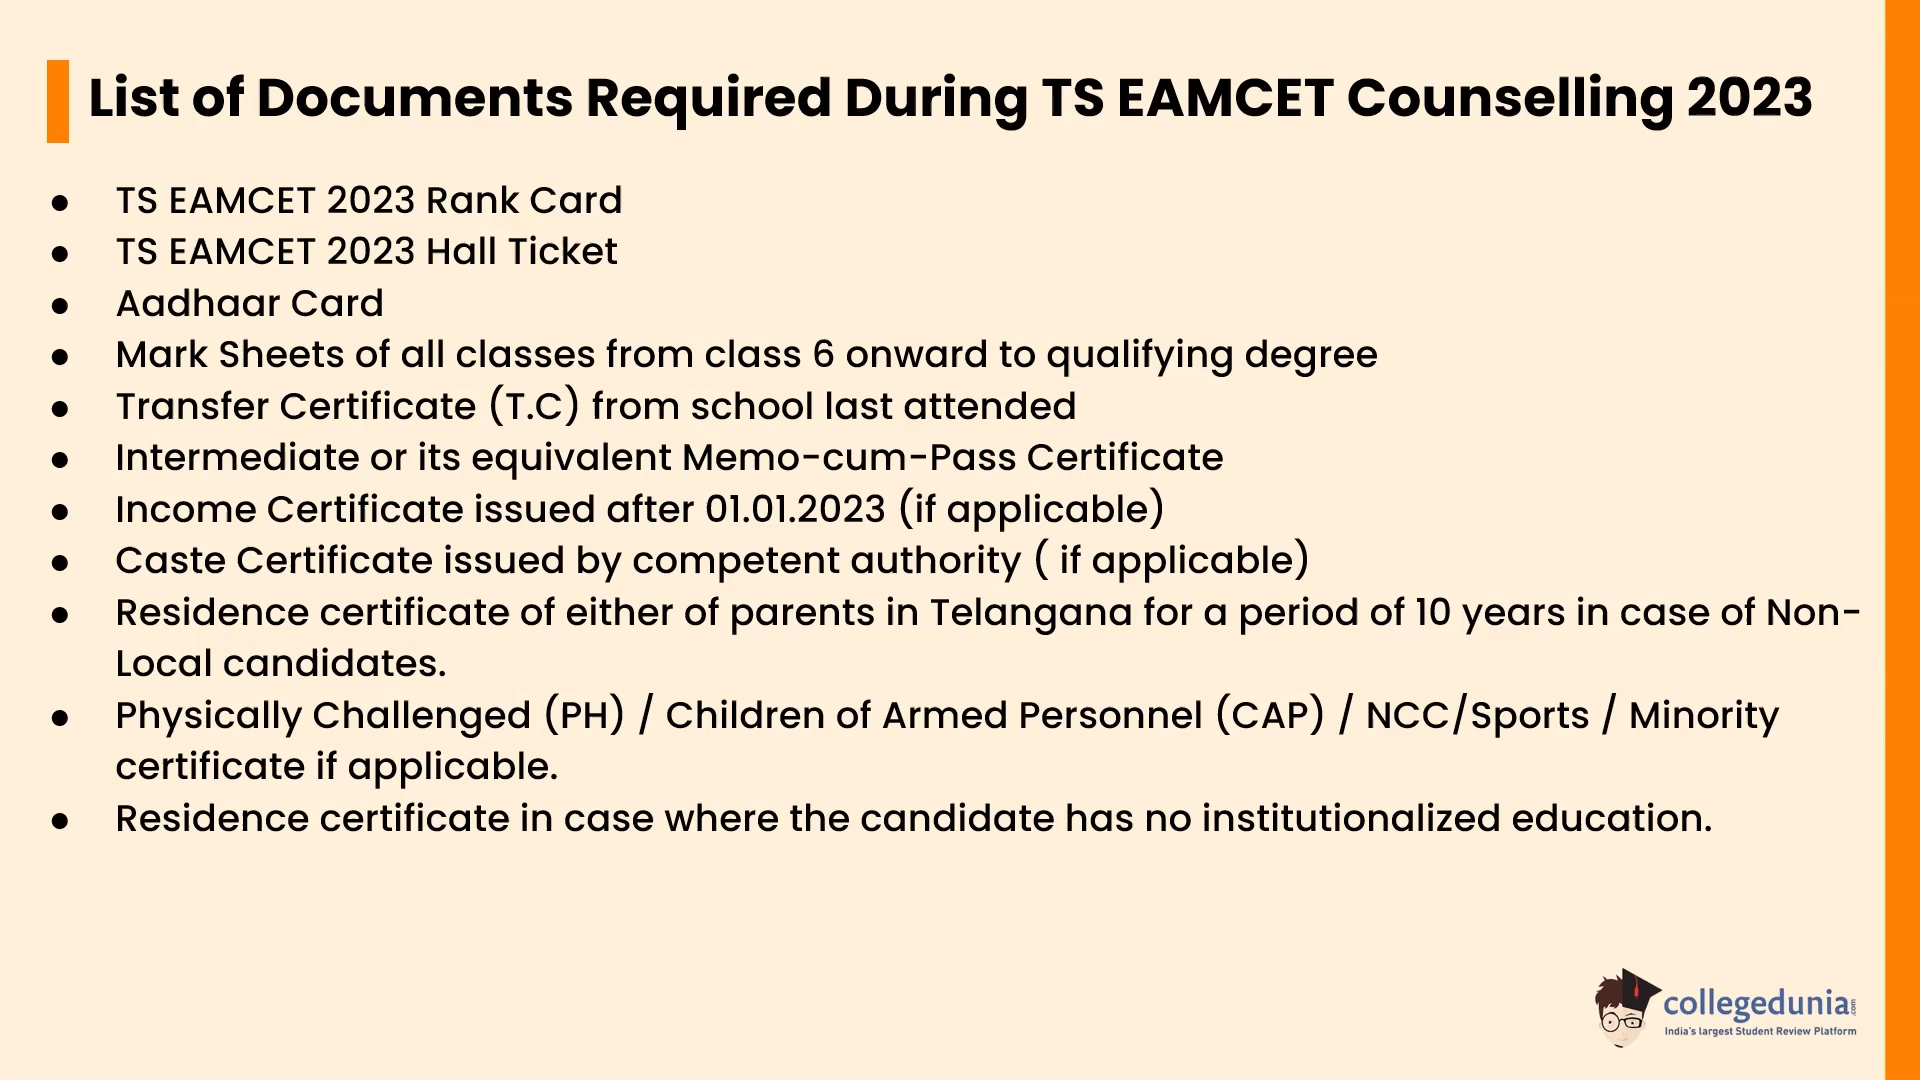 List of Documents Required During TS EAMCET Counselling 2023
● TS EAMCET 2023 Rank Card
● TS EAMCET 2023 Hall Ticket
● Aadhaar Card
● Mark Sheets of all classes from class 6 onward to qualifying degree
● Transfer Certificate (T.C) from school last attended
● Intermediate or its equivalent Memo-cum-Pass Certificate
● Income Certificate issued after 01.01.2023 (if applicable)
● Caste Certificate issued by competent authority ( if applicable)
● Residence certificate of either of parents in Telangana for a period of 10 years in case of Non-
Local candidates.
● Physically Challenged (PH) / Children of Armed Personnel (CAP) / NCC/Sports / Minority
certificate if applicable.
● Residence certificate in case where the candidate has no institutionalized education.
collegedunia.com
India's largest Student Review Platform